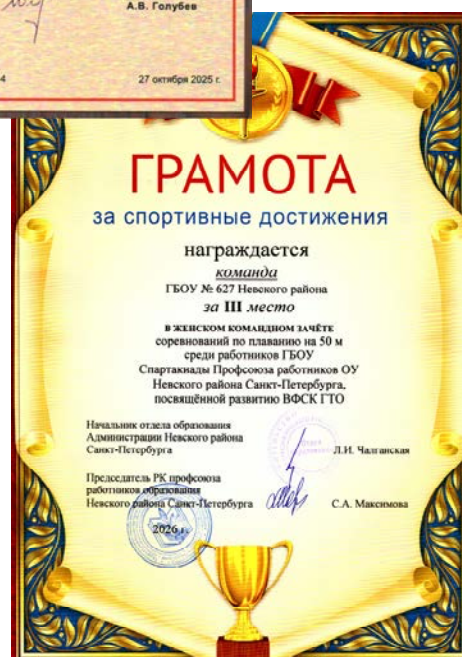 А.В. Голубев
4
27 октября 2025 г.
ГРАМОТА
за спортивные достижения
награждается
команда
ГБОУ № 627 Невского района
за III место
В ЖЕНСКОМ КОМАНДНОМ ЗАЧЁТЕ
соревнований по плаванию на 50 м
среди работников ГБОУ
Спартакиады Профсоюза работников ОУ
Невского района Санкт-Петербурга,
посвящённой развитию ВФСК ГТО
Начальник отдела образования
Администрации Невского района
Санкт-Петербурга
Л.И. Чалганская
Председатель РК профсоюза
работников образования
Невского района Санкт-Петербурга
С.А. Максимова
2026 г.